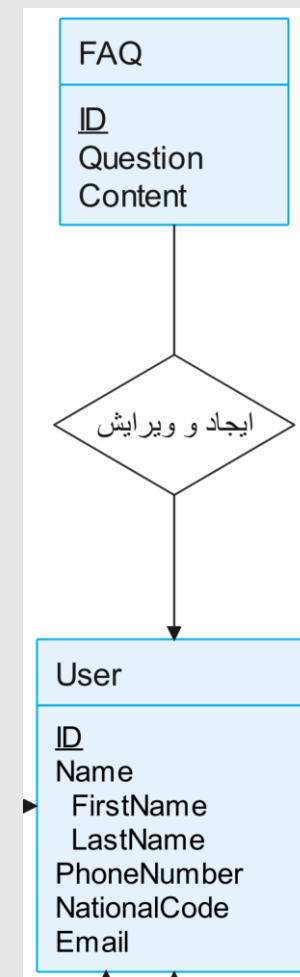 FAQ
ID
Question
Content
ایجاد و ویرایش
User
ID
Name
FirstName
LastName
PhoneNumber
NationalCode
Email